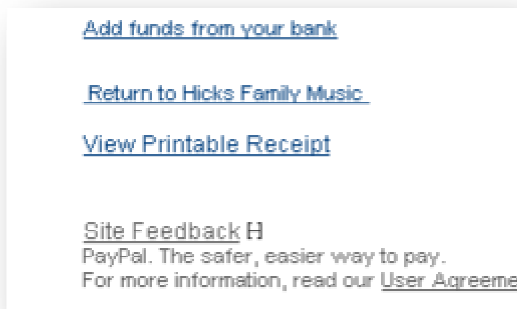 Add funds from your bank
Return to Hicks Family Music
View Printable Receipt
Site Feedback [-]
PayPal. The safer, easier way to pay.
For more information, read our User Agreeme